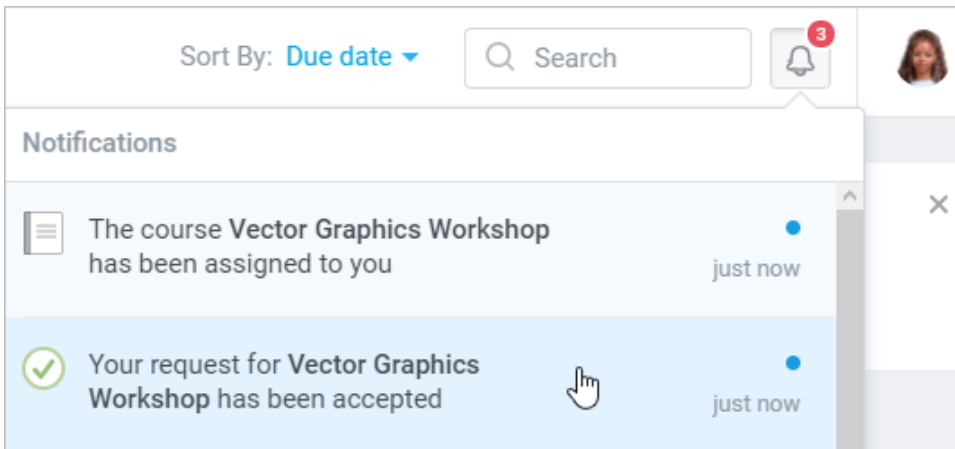 Sort By: Due date
Search
3
Notifications
The course Vector Graphics Workshop
has been assigned to you
just now
Your request for Vector Graphics
Workshop has been accepted
just now